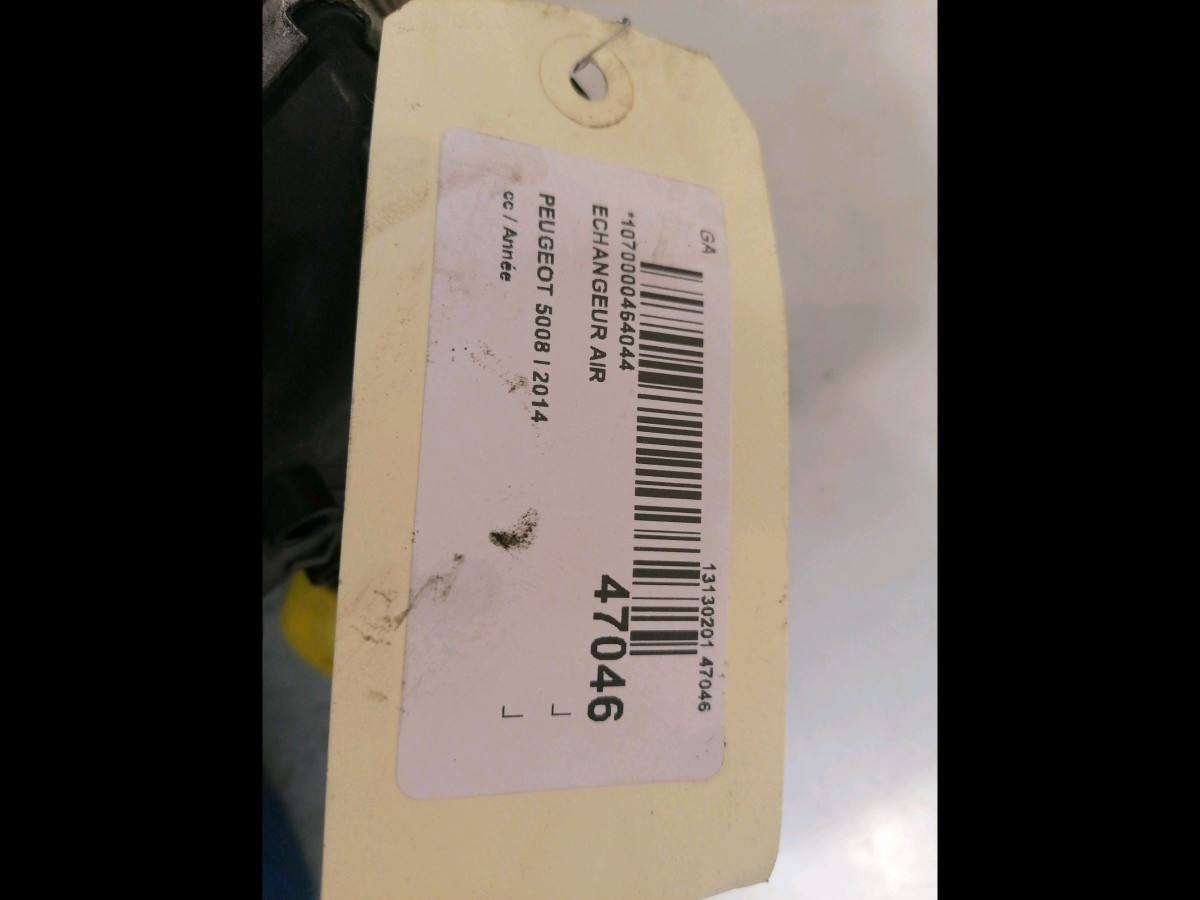 GA
13130201 47046
*1070000464044
ECHANGEUR AIR
47046
PEUGEOT 5008 I 2014
cc / Année